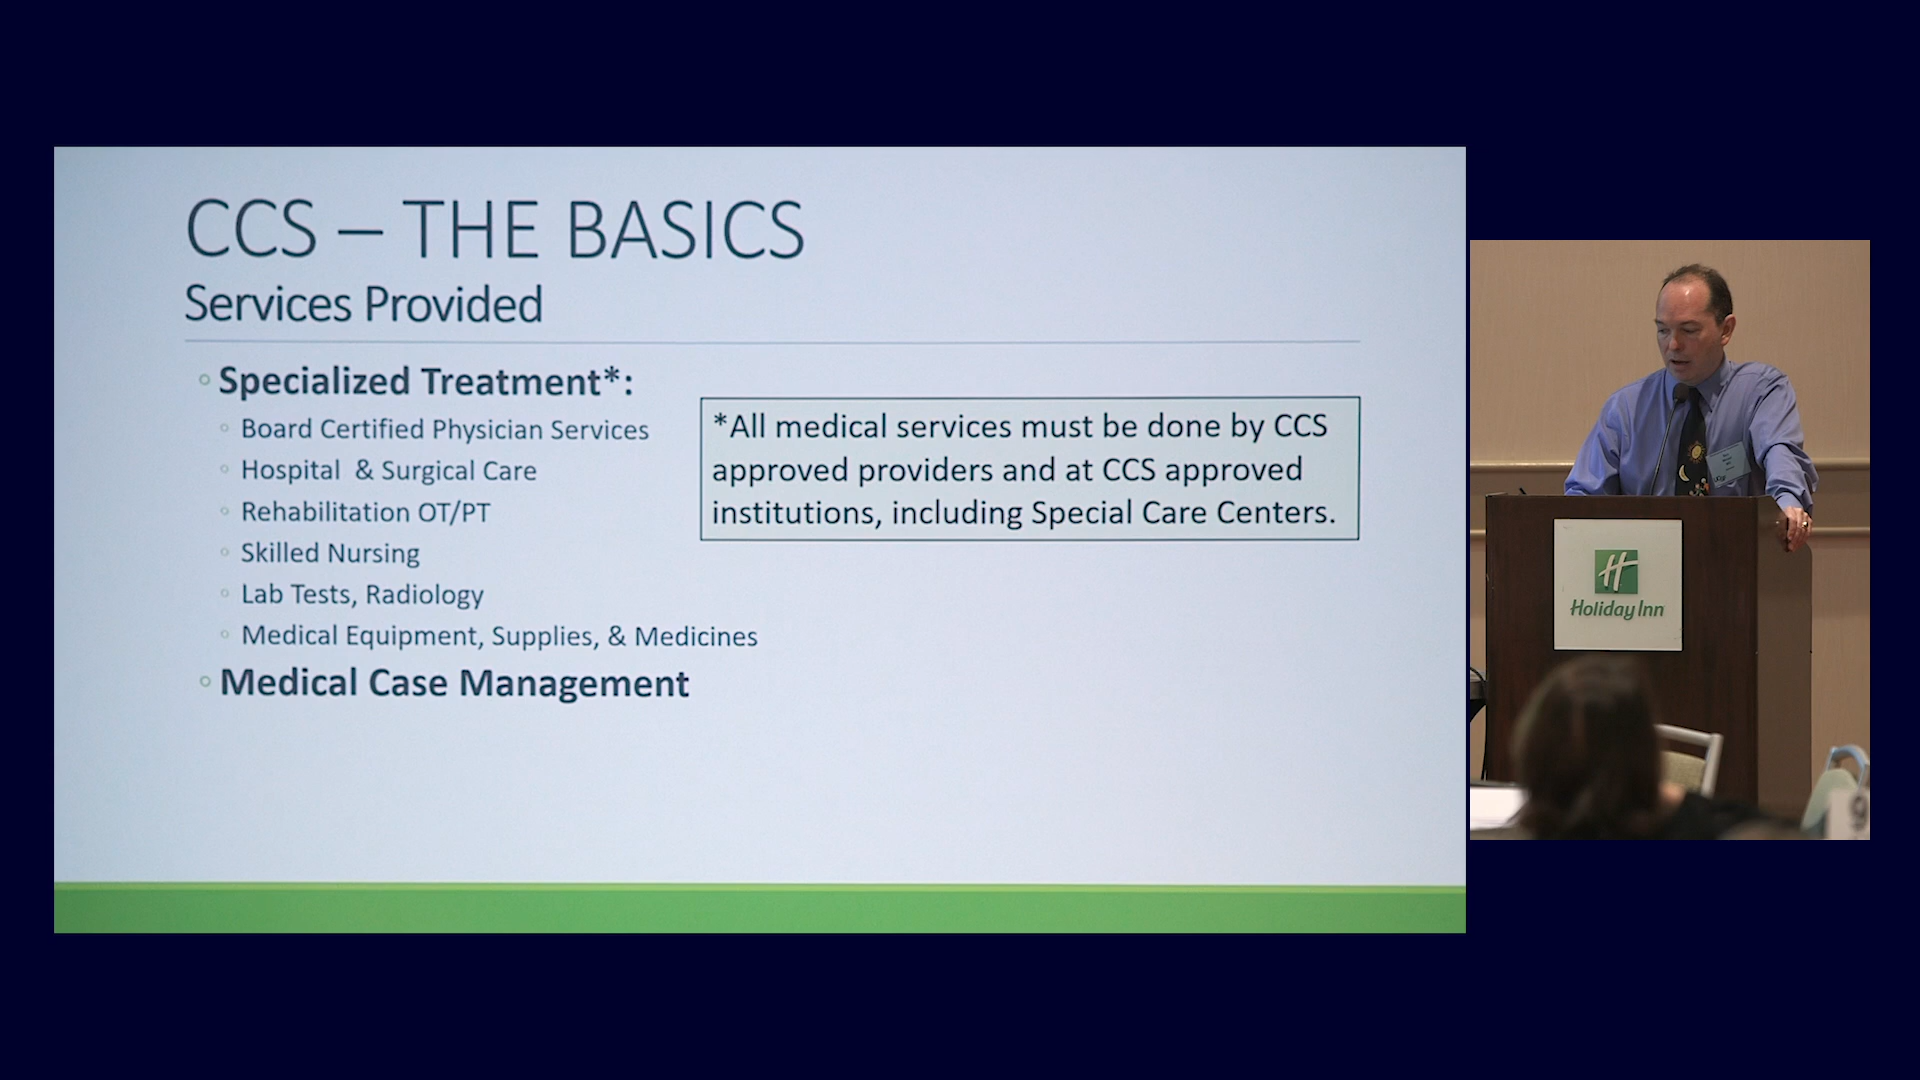 CCS – THE BASICS
Services Provided
Specialized Treatment*:
Board Certified Physician Services
Hospital & Surgical Care
Rehabilitation OT/PT
Skilled Nursing
Lab Tests, Radiology
Medical Equipment, Supplies, & Medicines
Medical Case Management
*All medical services must be done by CCS
approved providers and at CCS approved
institutions, including Special Care Centers.
H
Holiday Inn